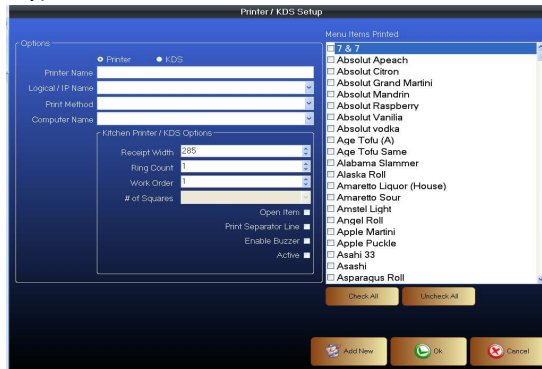 Printer / KDS Setup
Options
Printer KDS
Printer Name
Logical / IP Name
Print Method
Computer Name
Kitchen Printer / KDS Options
Receipt Width 285
Ring Count 1
Work Order 1
# of Squares
Open Item
Print Separator Line
Enable Buzzer
Active
Menu Items Printed
7 & 7
Absolut Apeach
Absolut Citron
Absolut Grand Martini
Absolut Mandrin
Absolut Raspberry
Absolut Vanilia
Absolut vodka
Age Tofu (A)
Age Tofu Same
Alabama Slammer
Alaska Roll
Amaretto Liquor (House)
Amaretto Sour
Amstel Light
Angel Roll
Apple Martini
Apple Puckle
Asahi 33
Asashi
Asparagus Roll
Check All Uncheck All
Add New Ok Cancel